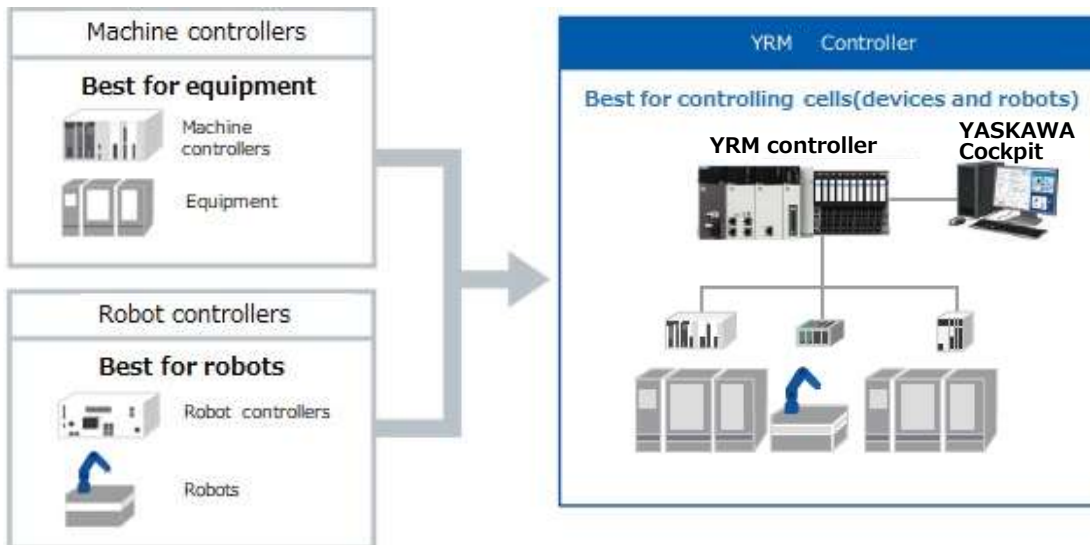 Machine controllers
Best for equipment
Machine
controllers
Equipment
Robot controllers
Best for robots
Robot controllers
Robots
YRM Controller
Best for controlling cells(devices and robots)
YRM controller
YASKAWA
Cockpit